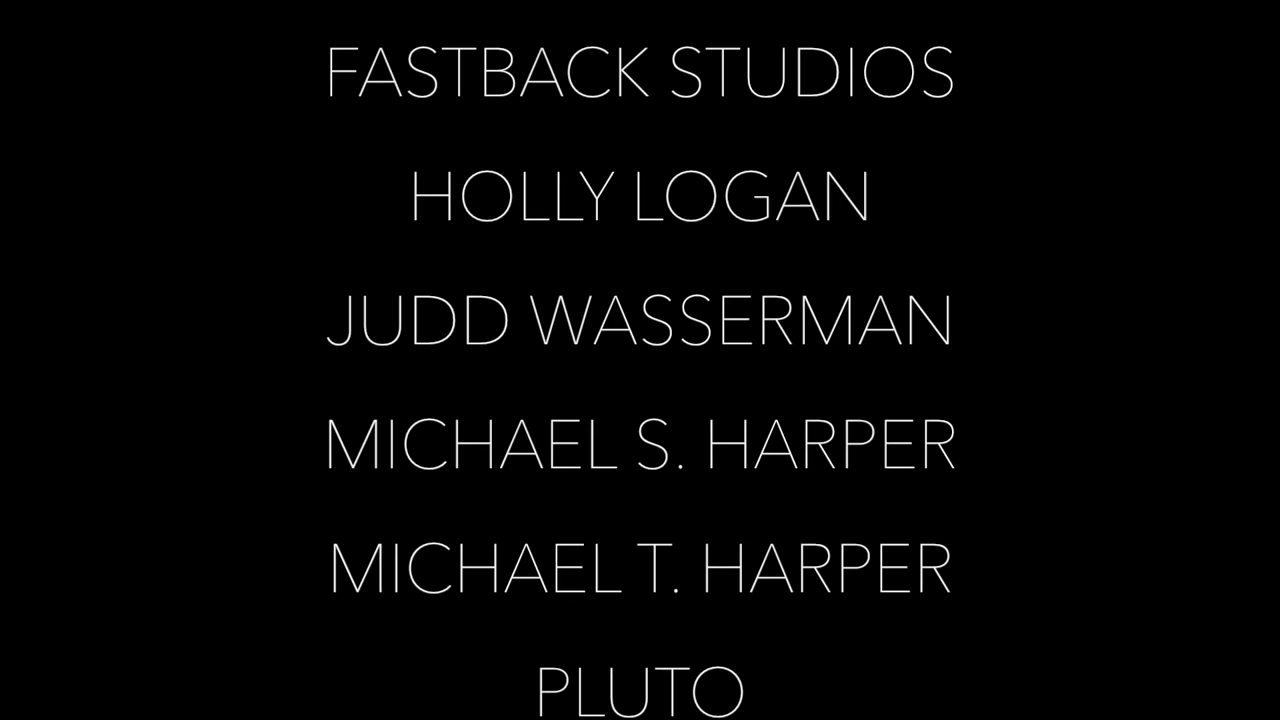 FASTBACK STUDIOS
HOLLY LOGAN
JUDD WASSERMAN
MICHAEL S. HARPER
MICHAEL T. HARPER
PLUTO